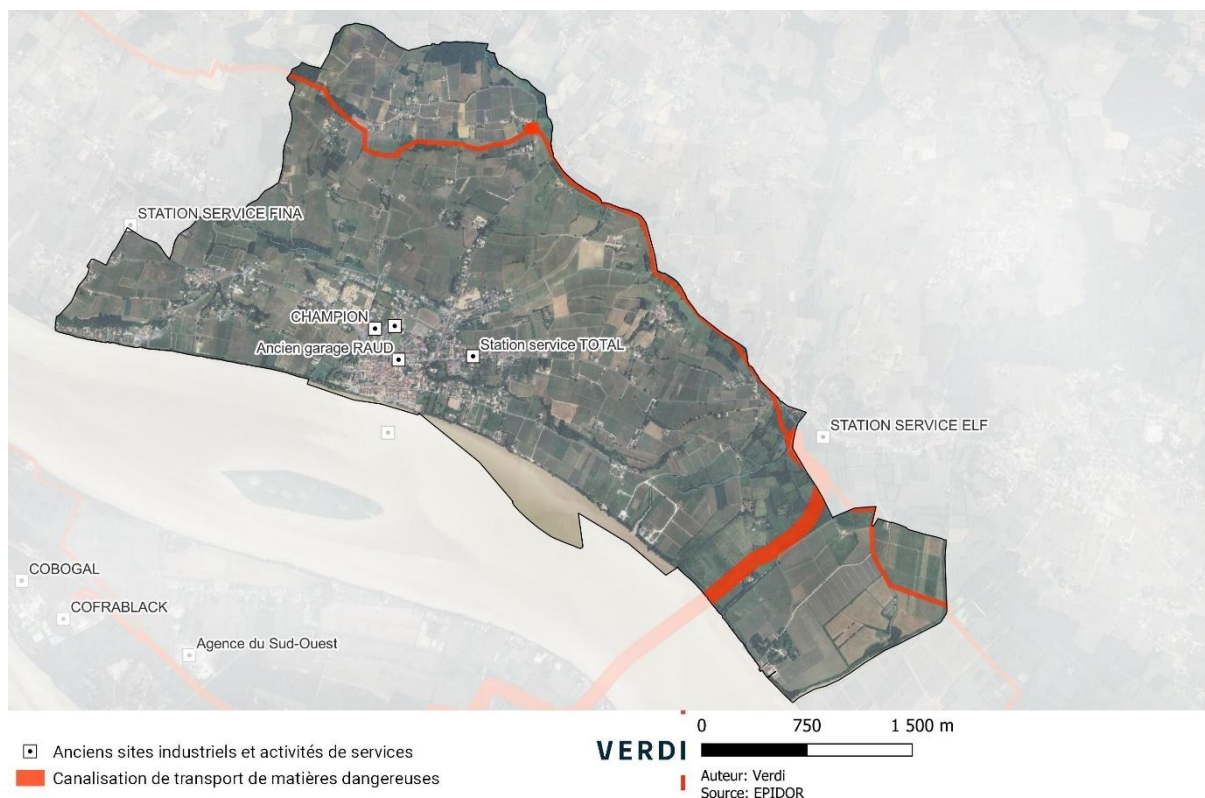 STATION SERVICE FINA
CHAMPION
Ancien garage RAUD
Station service TOTAL
STATION SERVICE ELF
COBOGAL
COFRABLACK
Agence du Sud-Ouest
Anciens sites industriels et activités de services
Canalisation de transport de matières dangereuses
VERDI
0 750 1 500 m
Auteur: Verdi
Source: EPIDOR